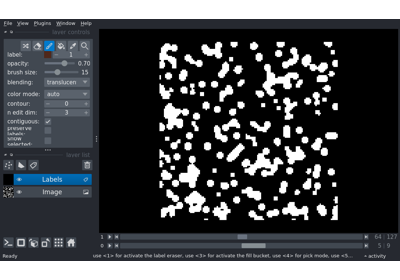 File View Plugins Window Help
layer controls
label: 1
opacity: 0.70
brush size: 15
blending: translucen
color mode: auto
contour: 0
n edit dim: 3
contiguous:
preserve labels:
show selected:
layer list
Labels
Image
1 64 127
0 5 9
Ready use <1> for activate the label eraser, use <3> for activate the fill bucket, use <4> for pick mode, use <5... activity